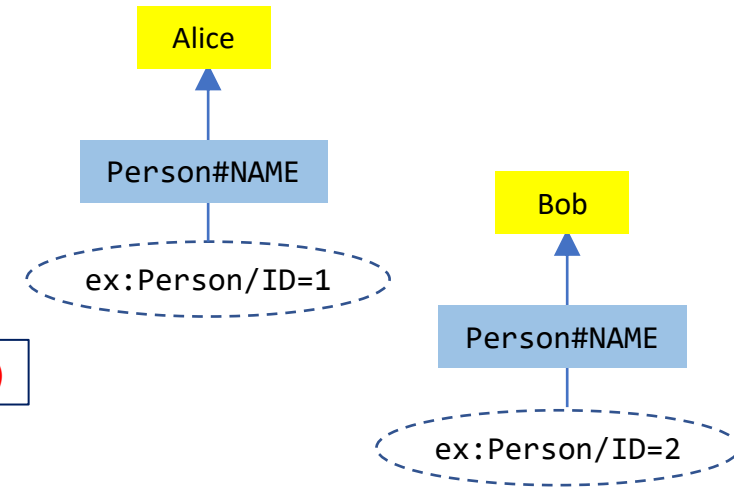 Alice
Person#NAME
ex:Person/ID=1
Bob
Person#NAME
ex:Person/ID=2
)